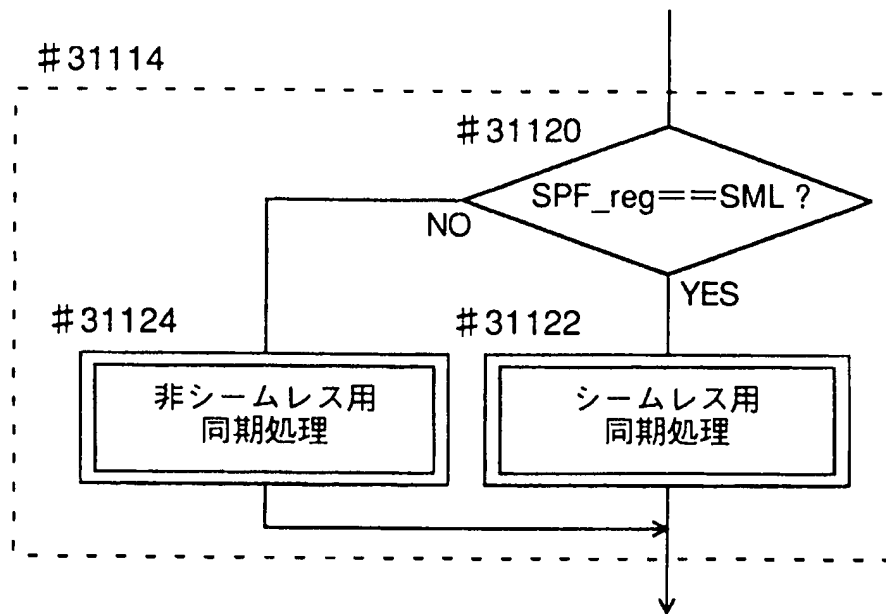 #31114
#31120
SPF_reg==SML ?
NO
YES
#31124
#31122
非シームレス用
同期処理
シームレス用
同期処理